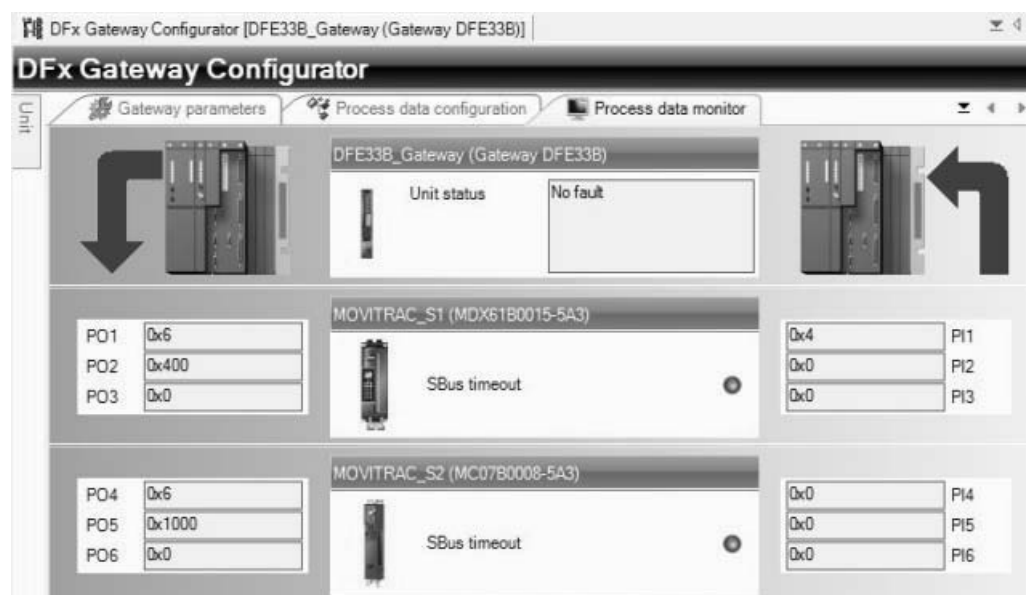 DFx Gateway Configurator [DFE33B_Gateway (Gateway DFE33B)]
DFx Gateway Configurator
Unit
Gateway parameters
Process data configuration
Process data monitor
DFE33B_Gateway (Gateway DFE33B)
Unit status
No fault
MOVITRAC_S1 (MDX61B0015-5A3)
PO1 0x6
PO2 0x400
PO3 0x0
SBus timeout
0x4 PI1
0x0 PI2
0x0 PI3
MOVITRAC_S2 (MC07B0008-5A3)
PO4 0x6
PO5 0x1000
PO6 0x0
SBus timeout
0x0 PI4
0x0 PI5
0x0 PI6